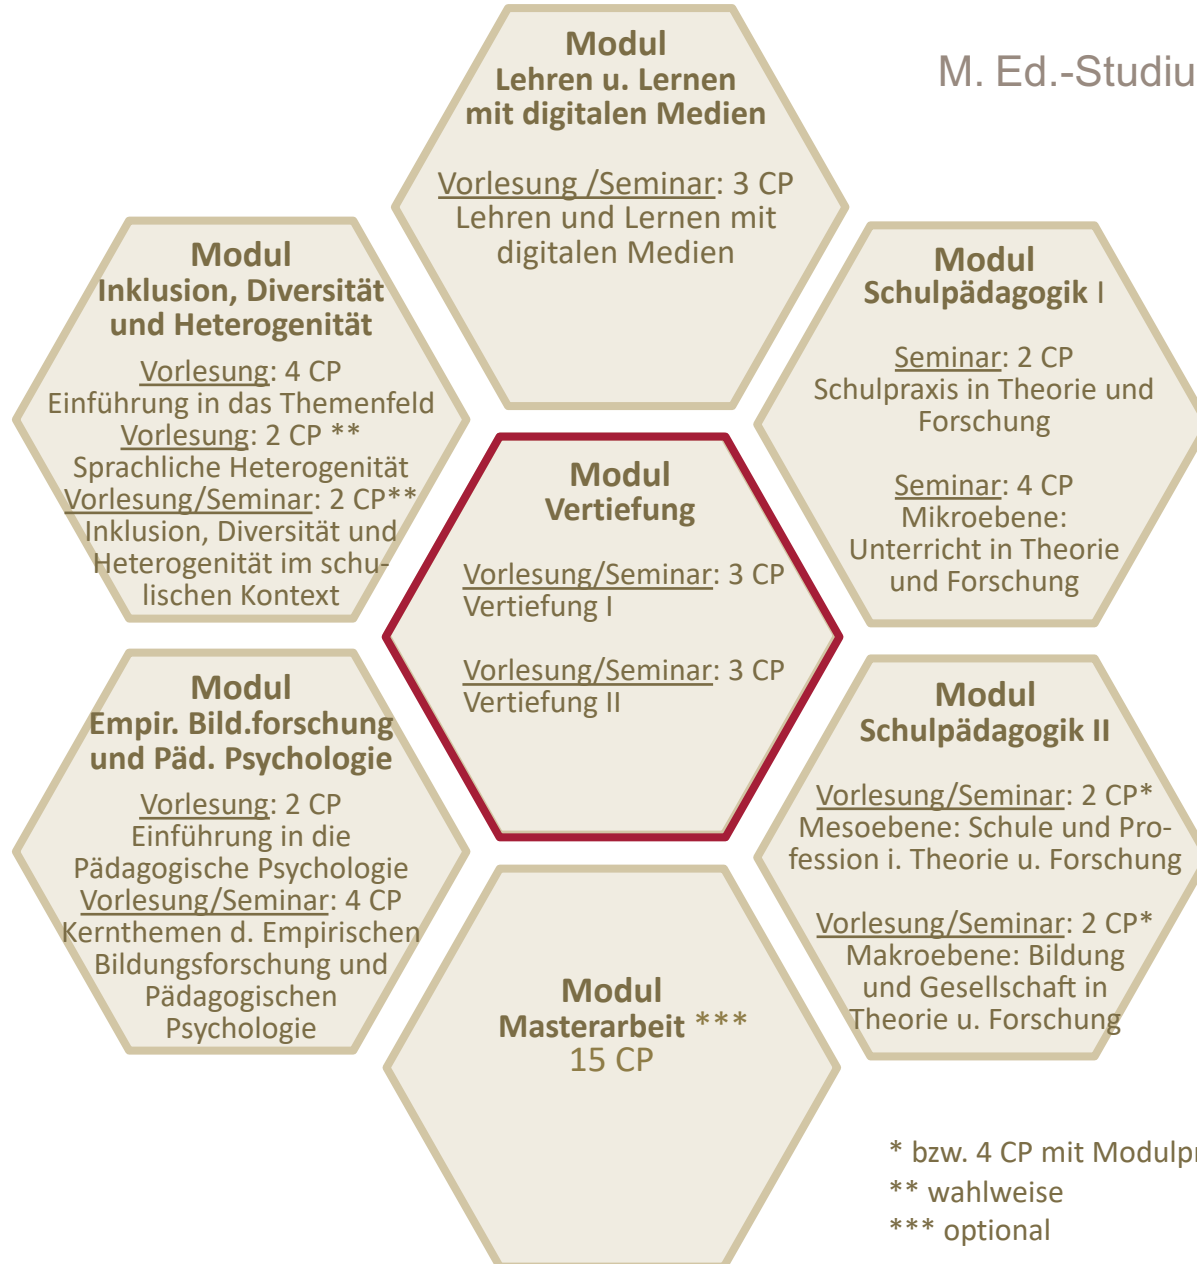 M. Ed.-Studiu
Modul
Lehren u. Lernen
mit digitalen Medien
Vorlesung /Seminar: 3 CP
Lehren und Lernen mit
digitalen Medien
Modul
Inklusion, Diversität
und Heterogenität
Vorlesung: 4 CP
Einführung in das Themenfeld
Vorlesung: 2 CP **
Sprachliche Heterogenität
Vorlesung/Seminar: 2 CP**
Inklusion, Diversität und
Heterogenität im schu-
lischen Kontext
Modul
Schulpädagogik I
Seminar: 2 CP
Schulpraxis in Theorie und
Forschung
Seminar: 4 CP
Mikroebene:
Unterricht in Theorie
und Forschung
Modul
Vertiefung
Vorlesung/Seminar: 3 CP
Vertiefung I
Vorlesung/Seminar: 3 CP
Vertiefung II
Modul
Empir. Bild.forschung
und Päd. Psychologie
Vorlesung: 2 CP
Einführung in die
Pädagogische Psychologie
Vorlesung/Seminar: 4 CP
Kernthemen d. Empirischen
Bildungsforschung und
Pädagogischen
Psychologie
Modul
Schulpädagogik II
Vorlesung/Seminar: 2 CP*
Mesoebene: Schule und Pro-
fession i. Theorie u. Forschung
Vorlesung/Seminar: 2 CP*
Makroebene: Bildung
und Gesellschaft in
Theorie u. Forschung
Modul
Masterarbeit ***
15 CP
* bzw. 4 CP mit Modulpr
** wahlweise
*** optional